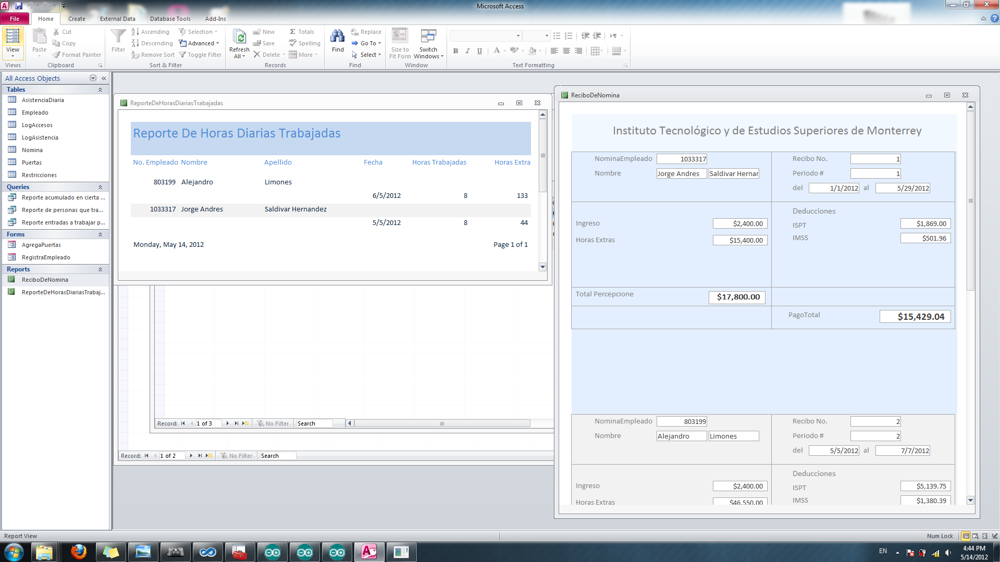 Microsoft Access
File Home Create External Data Database Tools Add-Ins
View
Views
Paste
Cut
Copy
Format Painter
Clipboard
Filter
Ascending
Descending
Remove Sort
Selection
Advanced
Toggle Filter
Sort & Filter
Refresh All
New
Save
Delete
Totals
Spelling
More
Records
Find
Replace
Go To
Select
Find
Size to Fit Form
Switch Windows
Window
B I U A
Text Formatting
All Access Objects
Tables
AsistenciaDiaria
Empleado
LogAccesos
LogAsistencia
Nomina
Puertas
Restricciones
Queries
Reporte acumulado en cierta ...
Reporte de personas que tra...
Reporte entradas a trabajar p...
Forms
AgregaPuertas
RegistraEmpleado
Reports
ReciboDeNomina
ReporteDeHorasDiariasTrabaj...
ReporteDeHorasDiariasTrabajadas
Reporte De Horas Diarias Trabajadas
No. Empleado Nombre Apellido Fecha Horas Trabajadas Horas Extra
803199 Alejandro Limones
6/5/2012 8 133
1033317 Jorge Andres Saldivar Hernandez
5/5/2012 8 44
Monday, May 14, 2012 Page 1 of 1
Record: 1 of 3 No Filter Search
Record: 1 of 2 No Filter Search
ReciboDeNomina
Instituto Tecnológico y de Estudios Superiores de Monterrey
NominaEmpleado 1033317 Recibo No. 1
Nombre Jorge Andres Saldivar Hernar Periodo # 1
del 1/1/2012 al 5/29/2012
Deducciones
Ingreso $2,400.00 ISPT $1,869.00
Horas Extras $15,400.00 IMSS $501.96
Total Percepcione $17,800.00
PagoTotal $15,429.04
NominaEmpleado 803199 Recibo No. 2
Nombre Alejandro Limones Periodo # 2
del 5/5/2012 al 7/7/2012
Deducciones
Ingreso $2,400.00 ISPT $5,139.75
Horas Extras $46,550.00 IMSS $1,380.39
Report View Num Lock
EN 4:44 PM
5/14/2012